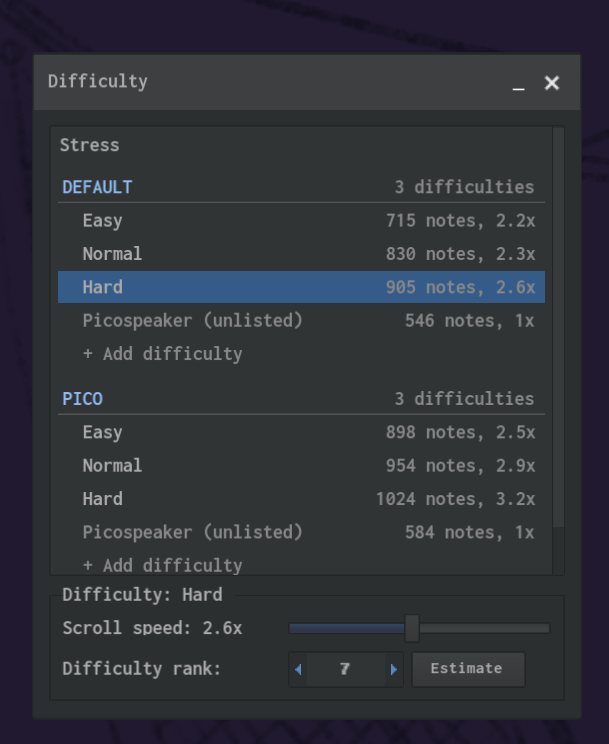 Difficulty
Stress
DEFAULT 3 difficulties
Easy 715 notes, 2.2x
Normal 830 notes, 2.3x
Hard 905 notes, 2.6x
Picospeaker (unlisted) 546 notes, 1x
+ Add difficulty
PICO 3 difficulties
Easy 898 notes, 2.5x
Normal 954 notes, 2.9x
Hard 1024 notes, 3.2x
Picospeaker (unlisted) 584 notes, 1x
+ Add difficulty
Difficulty: Hard
Scroll speed: 2.6x
Difficulty rank: 7 Estimate